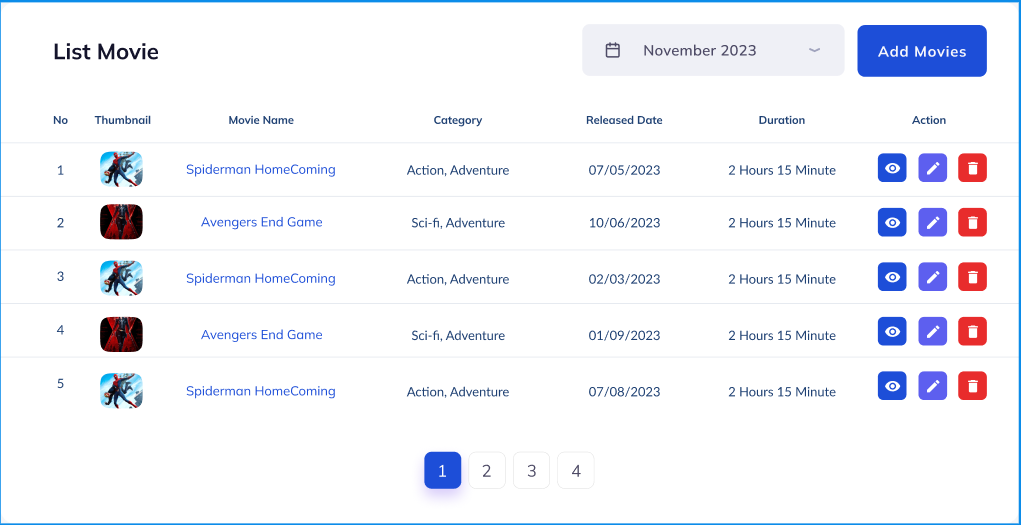 List Movie
November 2023
Add Movies
No Thumbnail Movie Name Category Released Date Duration Action
1 Spiderman HomeComing Action, Adventure 07/05/2023 2 Hours 15 Minute
2 Avengers End Game Sci-fi, Adventure 10/06/2023 2 Hours 15 Minute
3 Spiderman HomeComing Action, Adventure 02/03/2023 2 Hours 15 Minute
4 Avengers End Game Sci-fi, Adventure 01/09/2023 2 Hours 15 Minute
5 Spiderman HomeComing Action, Adventure 07/08/2023 2 Hours 15 Minute
1 2 3 4